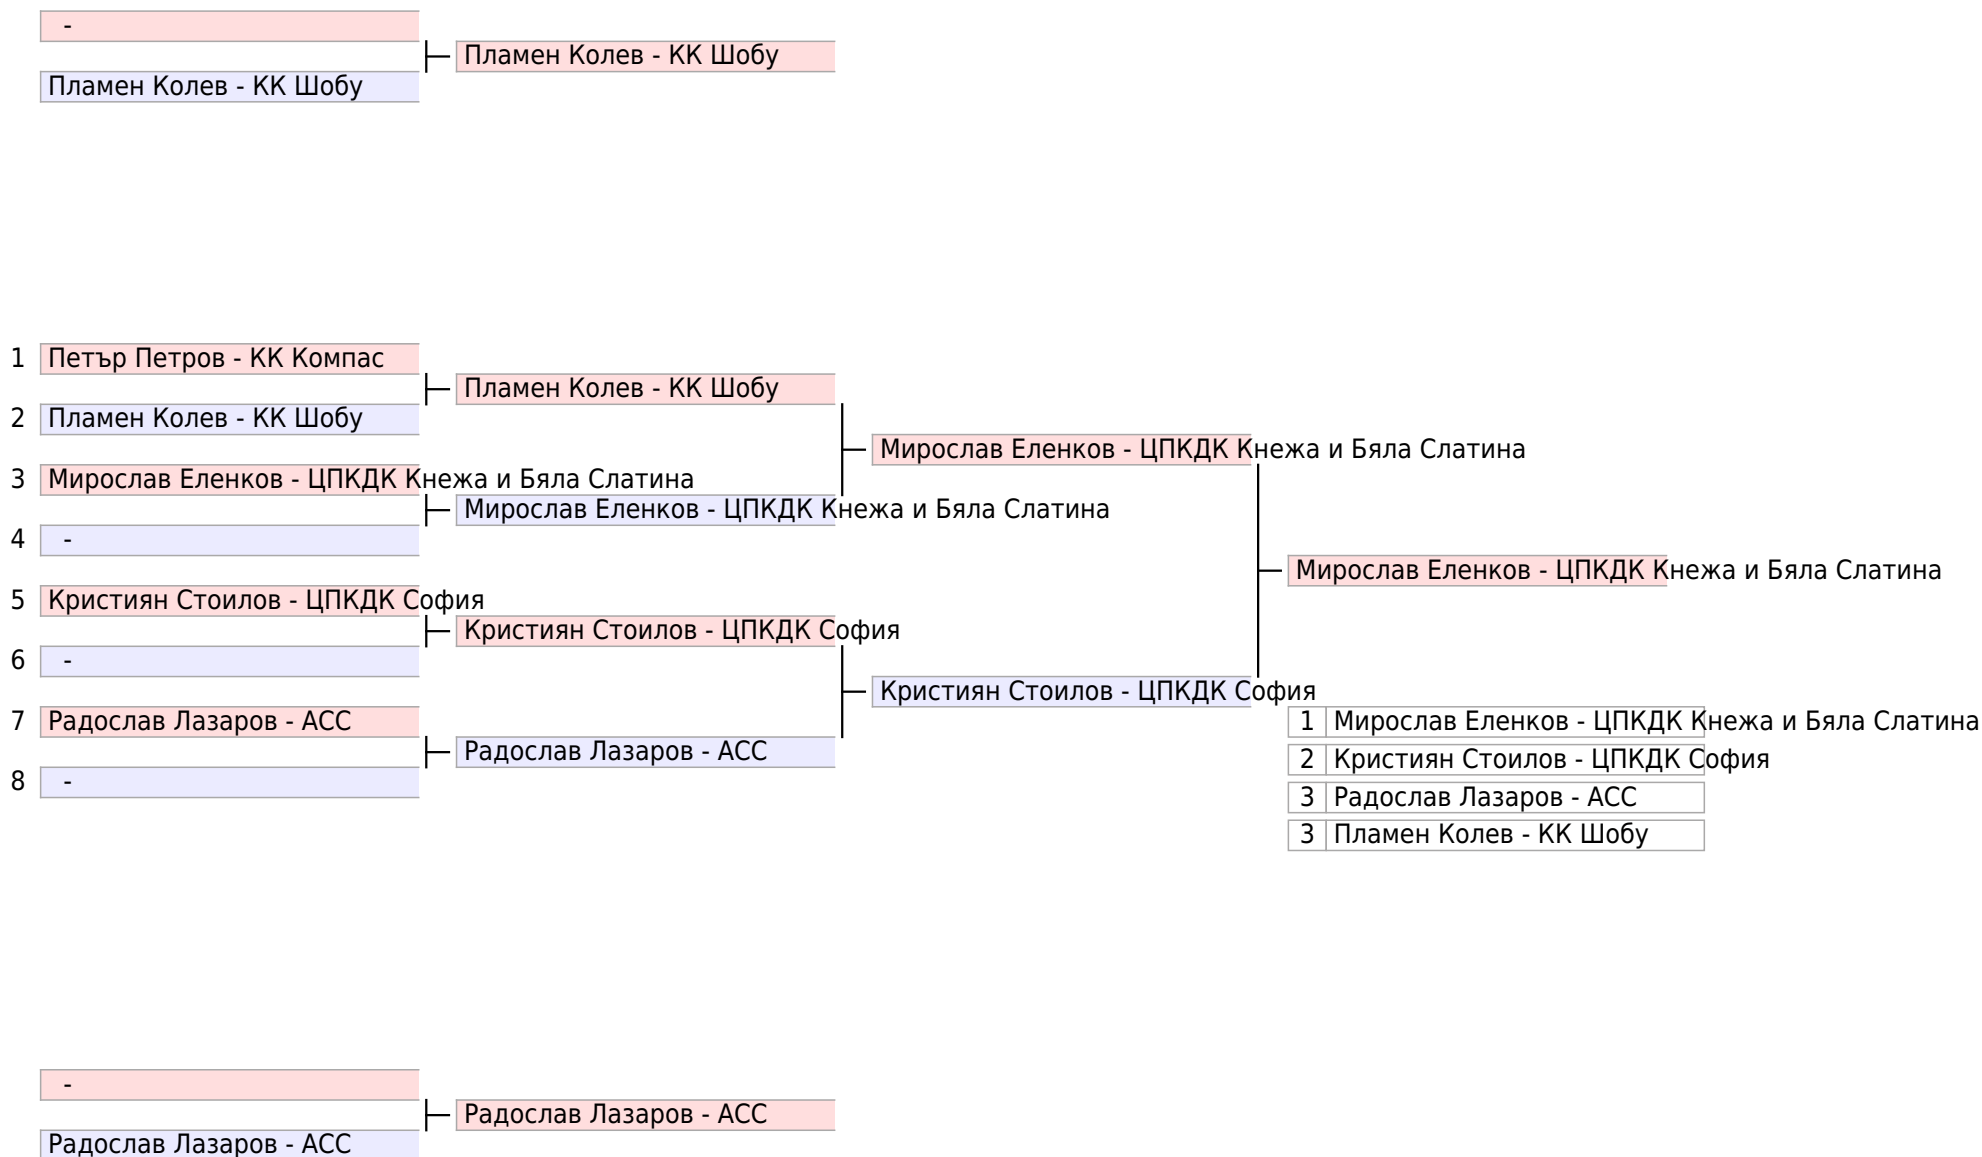 -
Пламен Колев - КК Шобу
Пламен Колев - КК Шобу
1 Петър Петров - КК Компас
Пламен Колев - КК Шобу
2 Пламен Колев - КК Шобу
Мирослав Еленков - ЦПКДК Кнежа и Бяла Слатина
3 Мирослав Еленков - ЦПКДК Кнежа и Бяла Слатина
Мирослав Еленков - ЦПКДК Кнежа и Бяла Слатина
4 -
Мирослав Еленков - ЦПКДК Кнежа и Бяла Слатина
5 Кристиян Стоилов - ЦПКДК София
Кристиян Стоилов - ЦПКДК София
6 -
Кристиян Стоилов - ЦПКДК София
7 Радослав Лазаров - АСС
1 Мирослав Еленков - ЦПКДК Кнежа и Бяла Слатина
Радослав Лазаров - АСС
2 Кристиян Стоилов - ЦПКДК София
8 -
3 Радослав Лазаров - АСС
3 Пламен Колев - КК Шобу
-
Радослав Лазаров - АСС
Радослав Лазаров - АСС